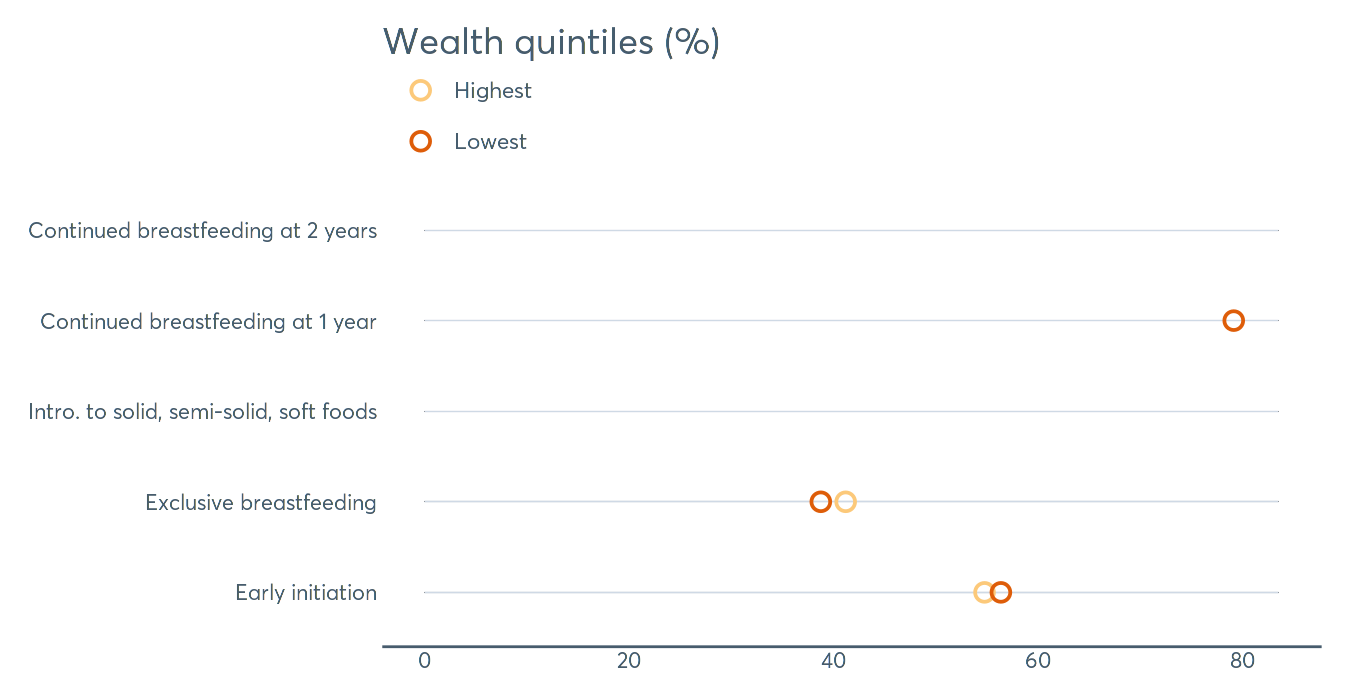 Wealth quintiles (%)
Highest
Lowest
Continued breastfeeding at 2 years
Continued breastfeeding at 1 year
Intro. to solid, semi-solid, soft foods
Exclusive breastfeeding
Early initiation
0 20 40 60 80